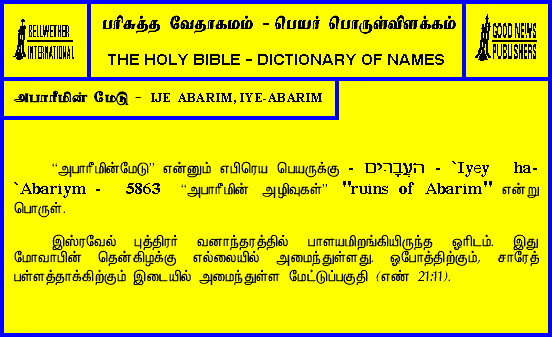 BELLWETHER
INTERNATIONAL
பரிசுத்த வேதாகமம் - பெயர் பொருள்விளக்கம்
THE HOLY BIBLE - DICTIONARY OF NAMES
GOOD NEWS
PUBLISHERS
அபாரீமின் மேடு - IJE ABARIM, IYE-ABARIM
“அபாரீமின்மேடு” என்னும் எபிரெய பெயருக்கு - הָעֲבָרִים - `Iyey ha-
`Abariym - 5863 “அபாரீமின் அழிவுகள்” "ruins of Abarim" என்று
பொருள்.
இஸ்ரவேல் புத்திரர் வனாந்தரத்தில் பாளயமிறங்கியிருந்த ஓரிடம். இது
மோவாபின் தென்கிழக்கு எல்லையில் அமைந்துள்ளது. ஒபோத்திற்கும், சாரேத்
பள்ளத்தாக்கிற்கும் இடையில் அமைந்துள்ள மேட்டுப்பகுதி (எண் 21:11).